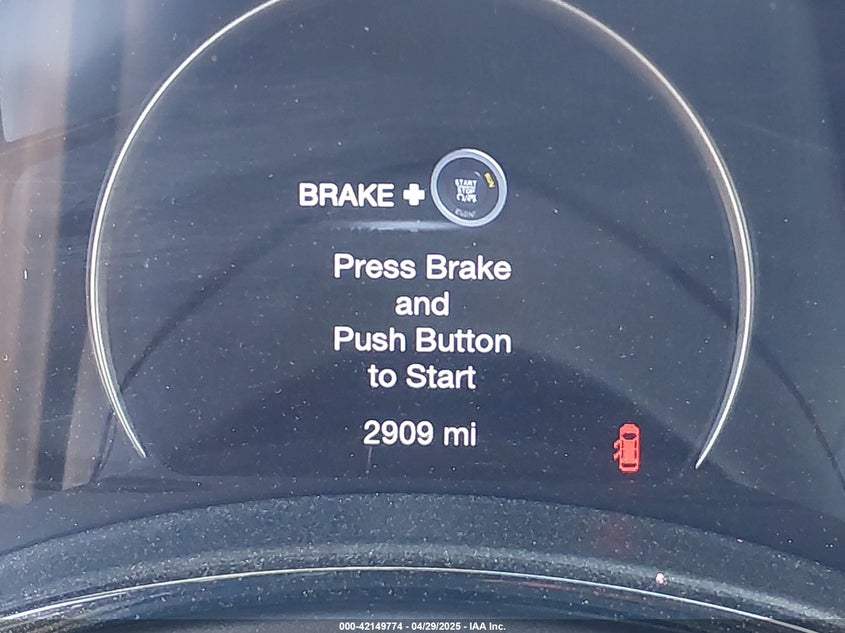 BRAKE + START STOP RUN
Press Brake
and
Push Button
to Start
2909 mi
000-42149774 - 04/29/2025 - IAA Inc.